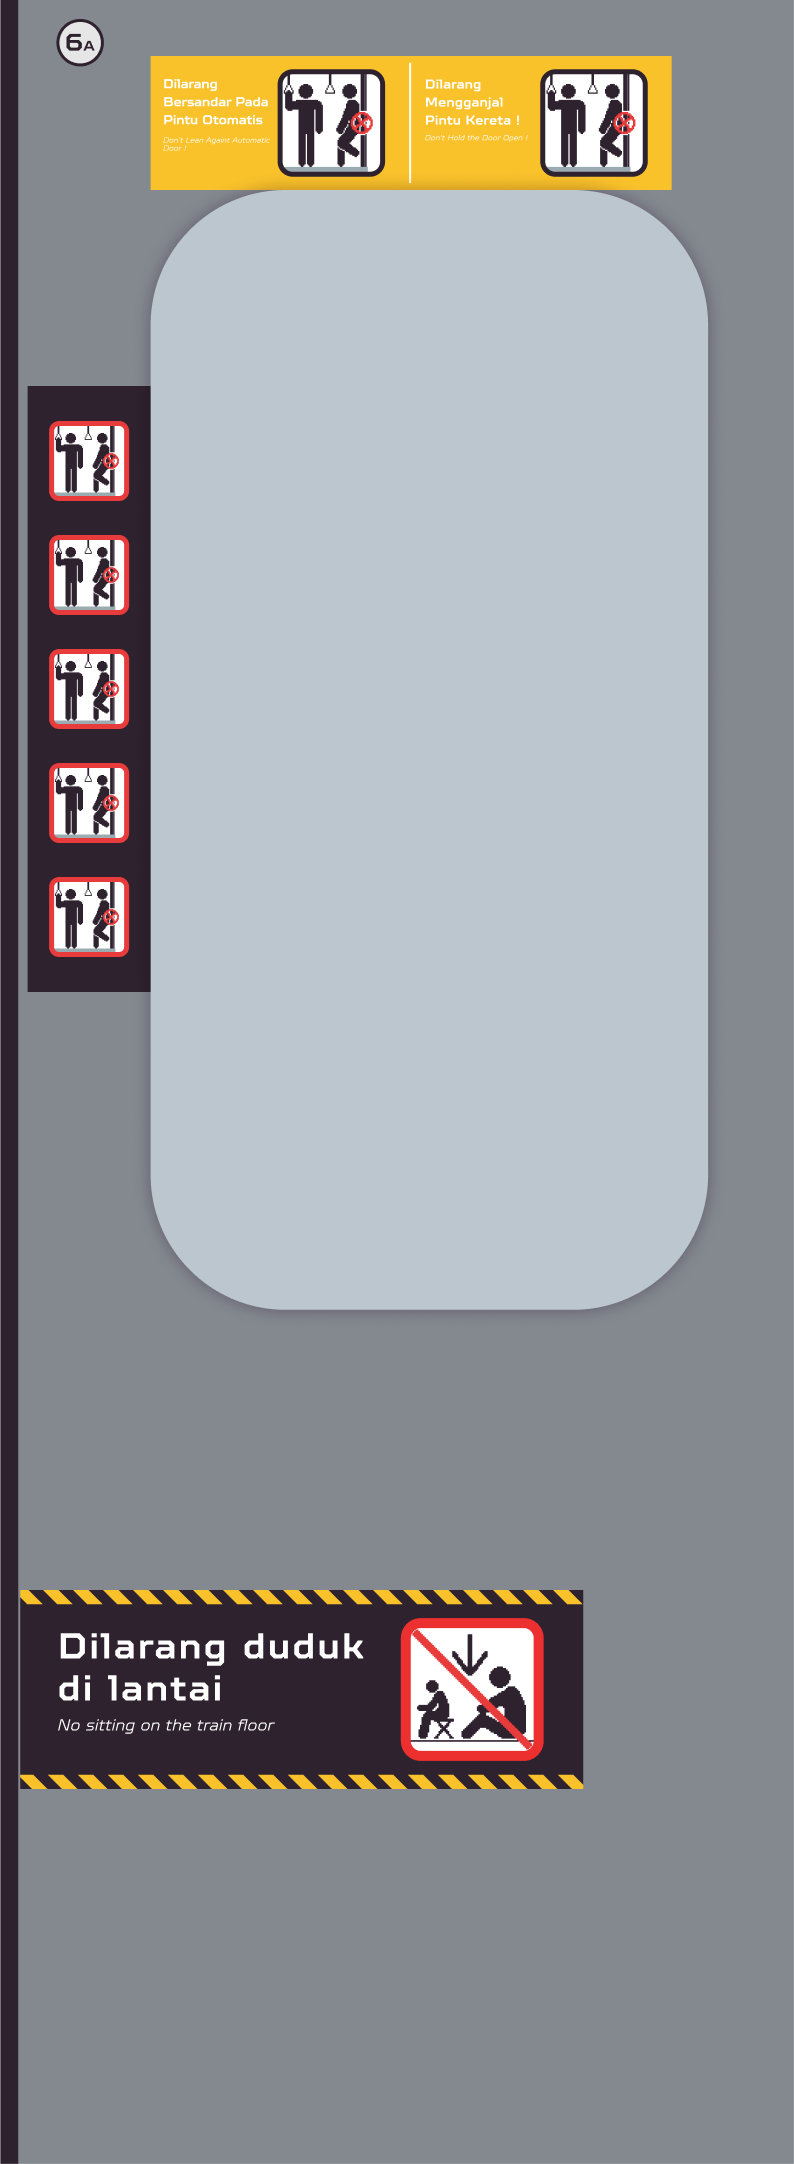 6A
Dilarang
Bersandar Pada
Pintu Otomatis
Don't Lean Againt Automatic
Door !
Dilarang
Mengganjal
Pintu Kereta !
Don't Hold the Door Open !
Dilarang duduk
di lantai
No sitting on the train floor